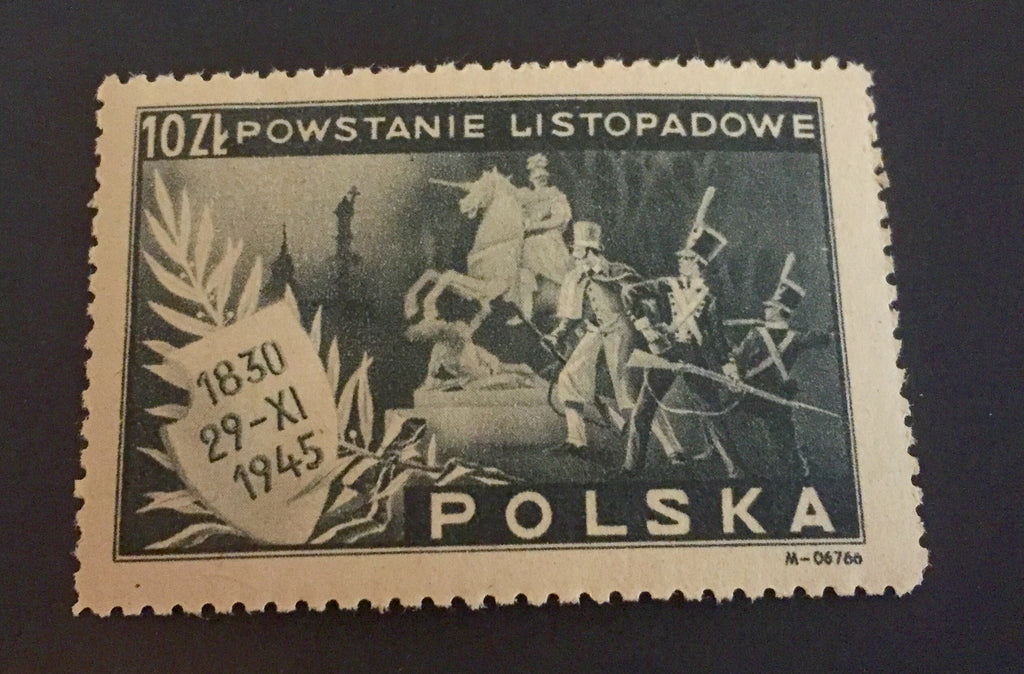 10ZŁ POWSTANIE LISTOPADOWE
1830
29-XI
1945
POLSKA
M-06766